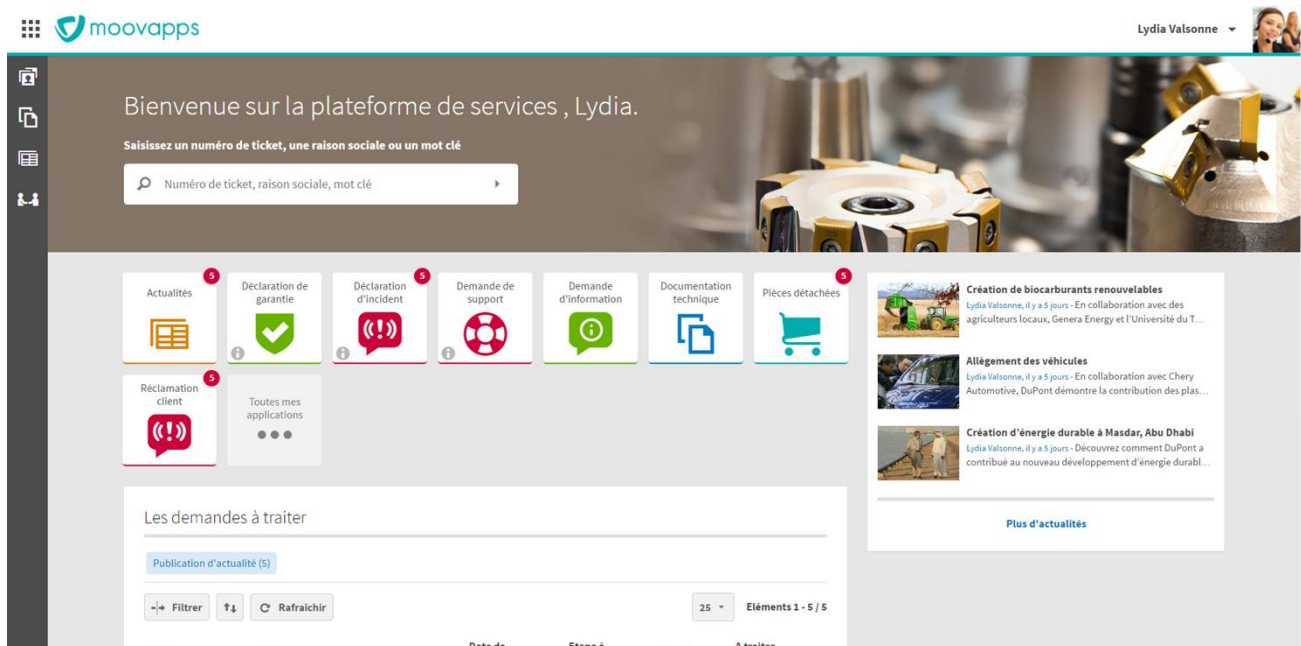 moovapps
Lydia Valsonne
Bienvenue sur la plateforme de services , Lydia.
Saisissez un numéro de ticket, une raison sociale ou un mot clé
Numéro de ticket, raison sociale, mot clé
Actualités
5
Déclaration de
garantie
Déclaration
d'incident
5
Demande de
support
Demande
d'information
Documentation
technique
Pièces détachées
5
Réclamation
client
5
Toutes mes
applications
Création de biocarburants renouvelables
Lydia Valsonne, il y a 5 jours - En collaboration avec des
agriculteurs locaux, Genera Energy et l'Université du T...
Allègement des véhicules
Lydia Valsonne, il y a 5 jours - En collaboration avec Chery
Automotive, DuPont démontre la contribution des plas...
Création d'énergie durable à Masdar, Abu Dhabi
Lydia Valsonne, il y a 5 jours - Découvrez comment DuPont a
contribué au nouveau développement d'énergie durabl...
Plus d'actualités
Les demandes à traiter
Publication d'actualité (5)
Filtrer
Rafraîchir
25
Eléments 1 - 5 / 5
Date de Etape à A traiter